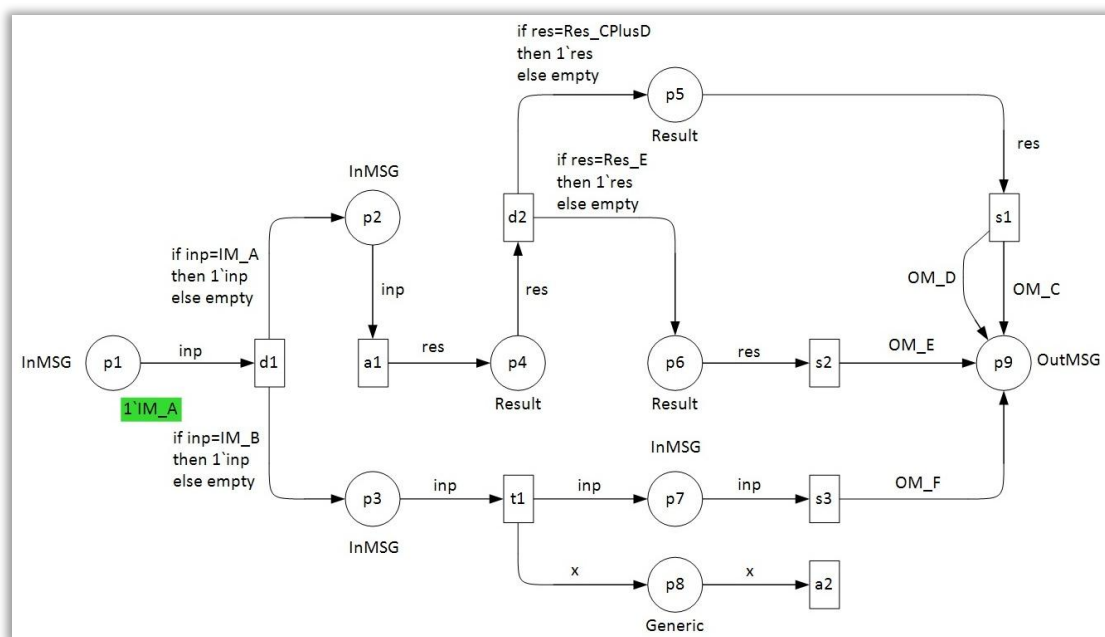 if res=Res_CPlusD
then 1`res
else empty
p5
Result
res
if res=Res_E
then 1`res
else empty
InMSG
p2
d2
s1
if inp=IM_A
then 1`inp
else empty
inp
res
OM_D
OM_C
InMSG
p1
inp
d1
a1
res
p4
Result
p6
Result
res
s2
OM_E
p9
OutMSG
1`IM_A
if inp=IM_B
then 1`inp
else empty
InMSG
p3
InMSG
inp
t1
inp
p7
inp
s3
OM_F
x
p8
Generic
x
a2